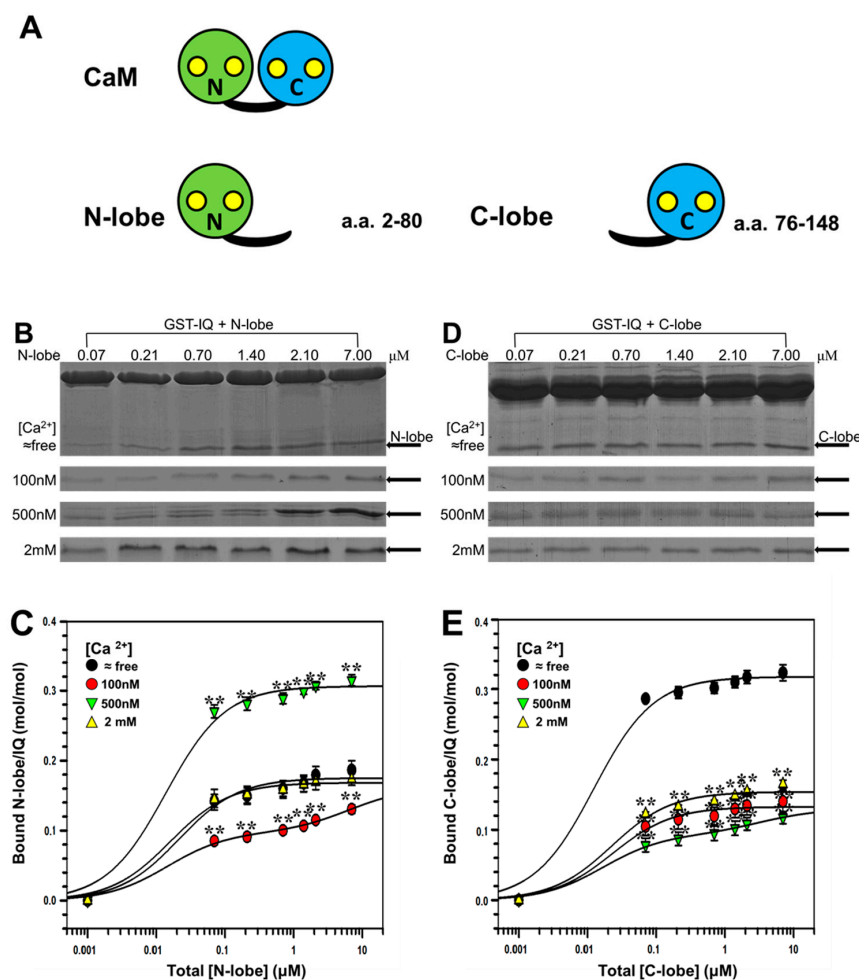 A
CaM
N
C
N-lobe
N
a.a. 2-80
C-lobe
C
a.a. 76-148
B
GST-IQ + N-lobe
N-lobe 0.07 0.21 0.70 1.40 2.10 7.00 µM
[Ca 2+]
≈free
N-lobe
100nM
500nM
2mM
D
GST-IQ + C-lobe
C-lobe 0.07 0.21 0.70 1.40 2.10 7.00 µM
[Ca 2+]
≈free
C-lobe
100nM
500nM
2mM
C
[Ca 2+]
≈ free
100nM
500nM
2 mM
0.4
0.3
0.2
0.1
0.0
Bound N-lobe/IQ (mol/mol)
** ** ** ** ** **
** ** ** ** ** **
0.001 0.01 0.1 1 10
Total [N-lobe] (µM)
E
[Ca 2+]
≈ free
100nM
500nM
2 mM
0.4
0.3
0.2
0.1
0.0
Bound C-lobe/IQ (mol/mol)
** ** ** ** ** **
0.001 0.01 0.1 1 10
Total [C-lobe] (µM)